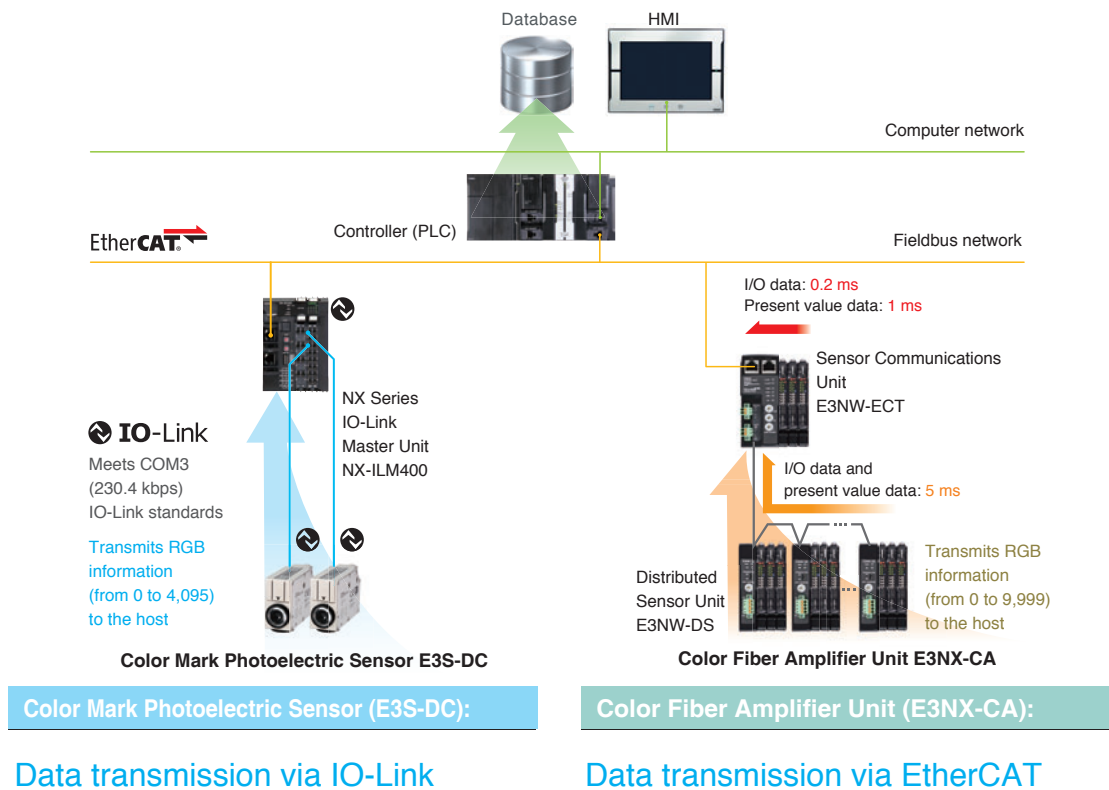 Database
HMI
Computer network
Controller (PLC)
EtherCAT®
Fieldbus network
I/O data: 0.2 ms
Present value data: 1 ms
Sensor Communications
Unit
E3NW-ECT
NX Series
IO-Link
Master Unit
NX-ILM400
IO-Link
Meets COM3
(230.4 kbps)
IO-Link standards
Transmits RGB
information
(from 0 to 4,095)
to the host
I/O data and
present value data: 5 ms
Distributed
Sensor Unit
E3NW-DS
Transmits RGB
information
(from 0 to 9,999)
to the host
Color Mark Photoelectric Sensor E3S-DC
Color Fiber Amplifier Unit E3NX-CA
Color Mark Photoelectric Sensor (E3S-DC):
Color Fiber Amplifier Unit (E3NX-CA):
Data transmission via IO-Link
Data transmission via EtherCAT